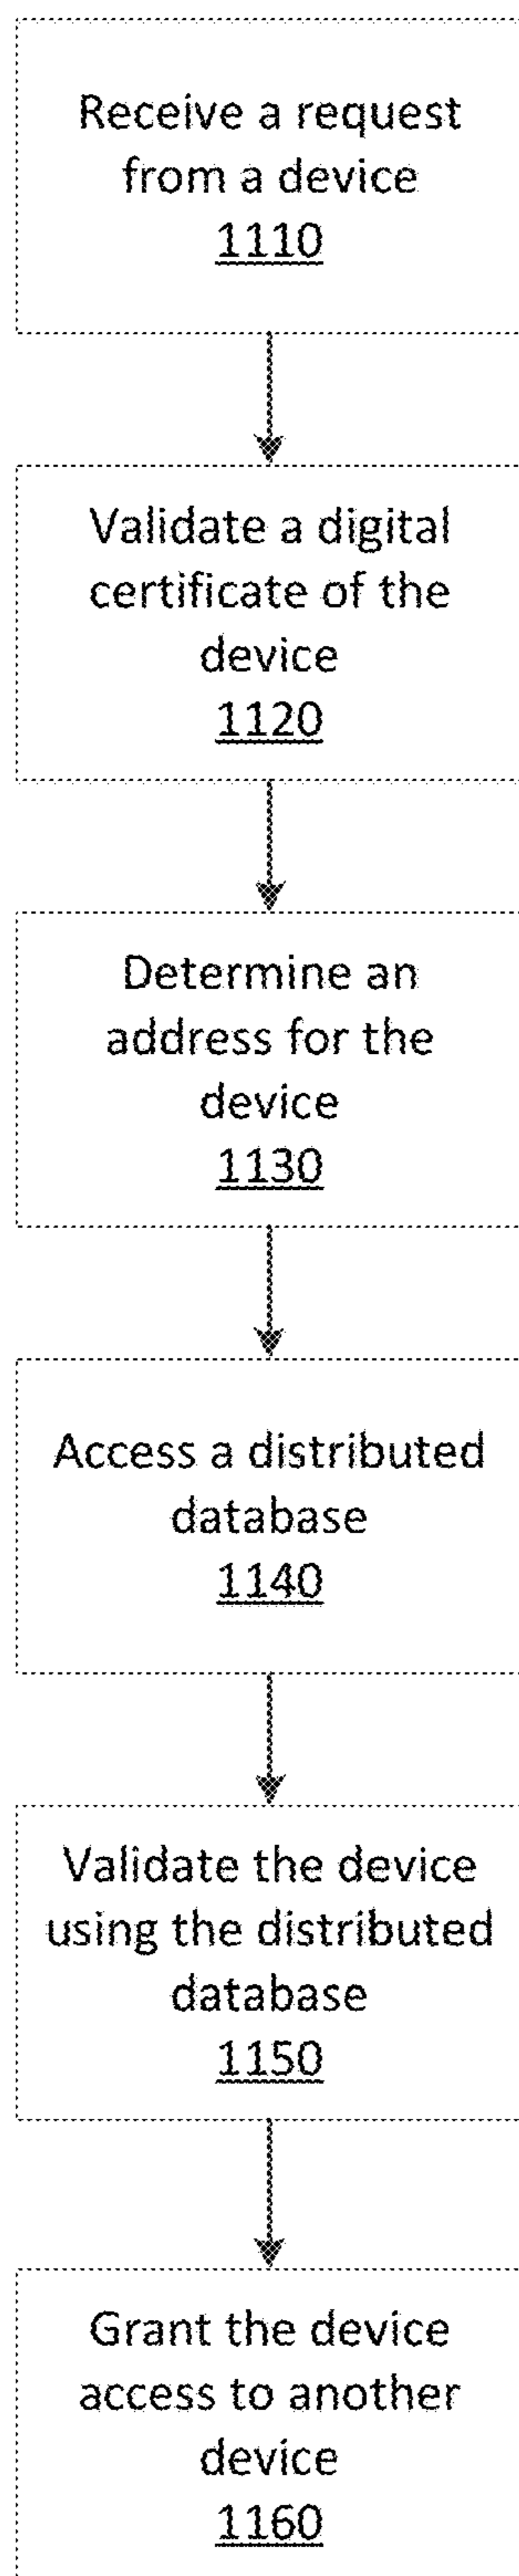 Receive a request
from a device
1110
Validate a digital
certificate of the
device
1120
Determine an
address for the
device
1130
Access a distributed
database
1140
Validate the device
using the distributed
database
1150
Grant the device
access to another
device
1160